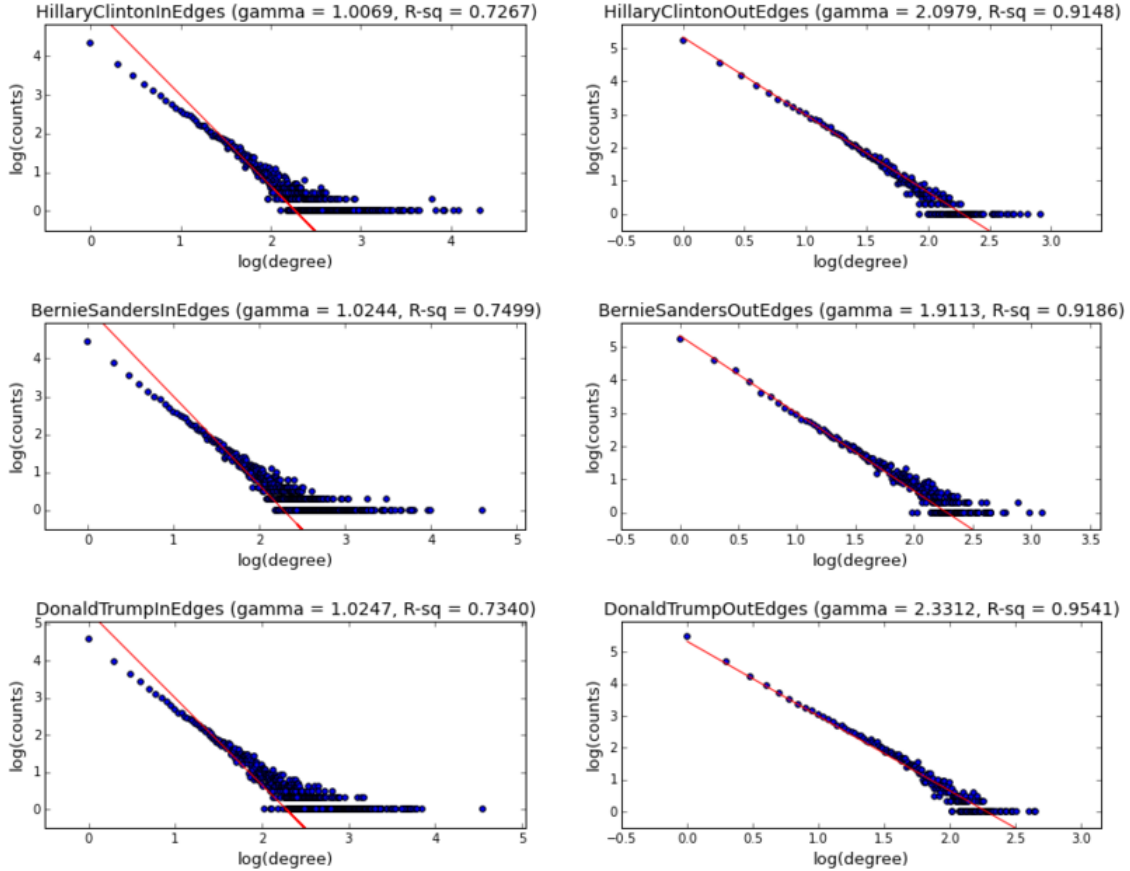 HillaryClintonInEdges (gamma = 1.0069, R-sq = 0.7267)
log(counts)
4
3
2
1
0
0 1 2 3 4
log(degree)
HillaryClintonOutEdges (gamma = 2.0979, R-sq = 0.9148)
log(counts)
5
4
3
2
1
0
−0.5 0.0 0.5 1.0 1.5 2.0 2.5 3.0
log(degree)
BernieSandersInEdges (gamma = 1.0244, R-sq = 0.7499)
log(counts)
4
3
2
1
0
0 1 2 3 4 5
log(degree)
BernieSandersOutEdges (gamma = 1.9113, R-sq = 0.9186)
log(counts)
5
4
3
2
1
0
−0.5 0.0 0.5 1.0 1.5 2.0 2.5 3.0 3.5
log(degree)
DonaldTrumpInEdges (gamma = 1.0247, R-sq = 0.7340)
log(counts)
5
4
3
2
1
0
0 1 2 3 4 5
log(degree)
DonaldTrumpOutEdges (gamma = 2.3312, R-sq = 0.9541)
log(counts)
5
4
3
2
1
0
−0.5 0.0 0.5 1.0 1.5 2.0 2.5 3.0
log(degree)